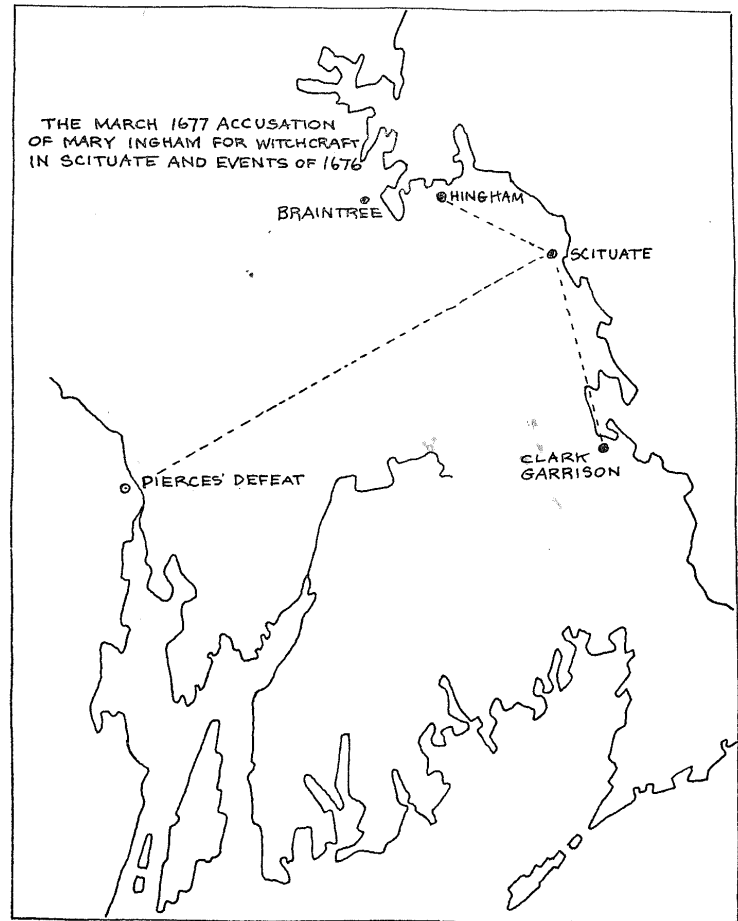 THE MARCH 1677 ACCUSATION
OF MARY INGHAM FOR WITCHCRAFT
IN SCITUATE AND EVENTS OF 1676
BRAINTREE
HINGHAM
SCITUATE
CLARK
GARRISON
PIERCES' DEFEAT